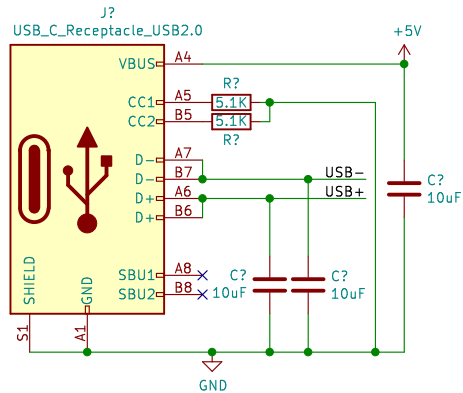 J?
USB_C_Receptacle_USB2.0
+5V
VBUS A4
R?
CC1 A5 5.1K
CC2 B5 5.1K
R?
D- A7
D- B7 USB-
D+ A6 USB+
D+ B6
C?
10uF
SBU1 A8
SBU2 B8
C?
10uF
C?
10uF
SHIELD
GND
S1
A1
GND